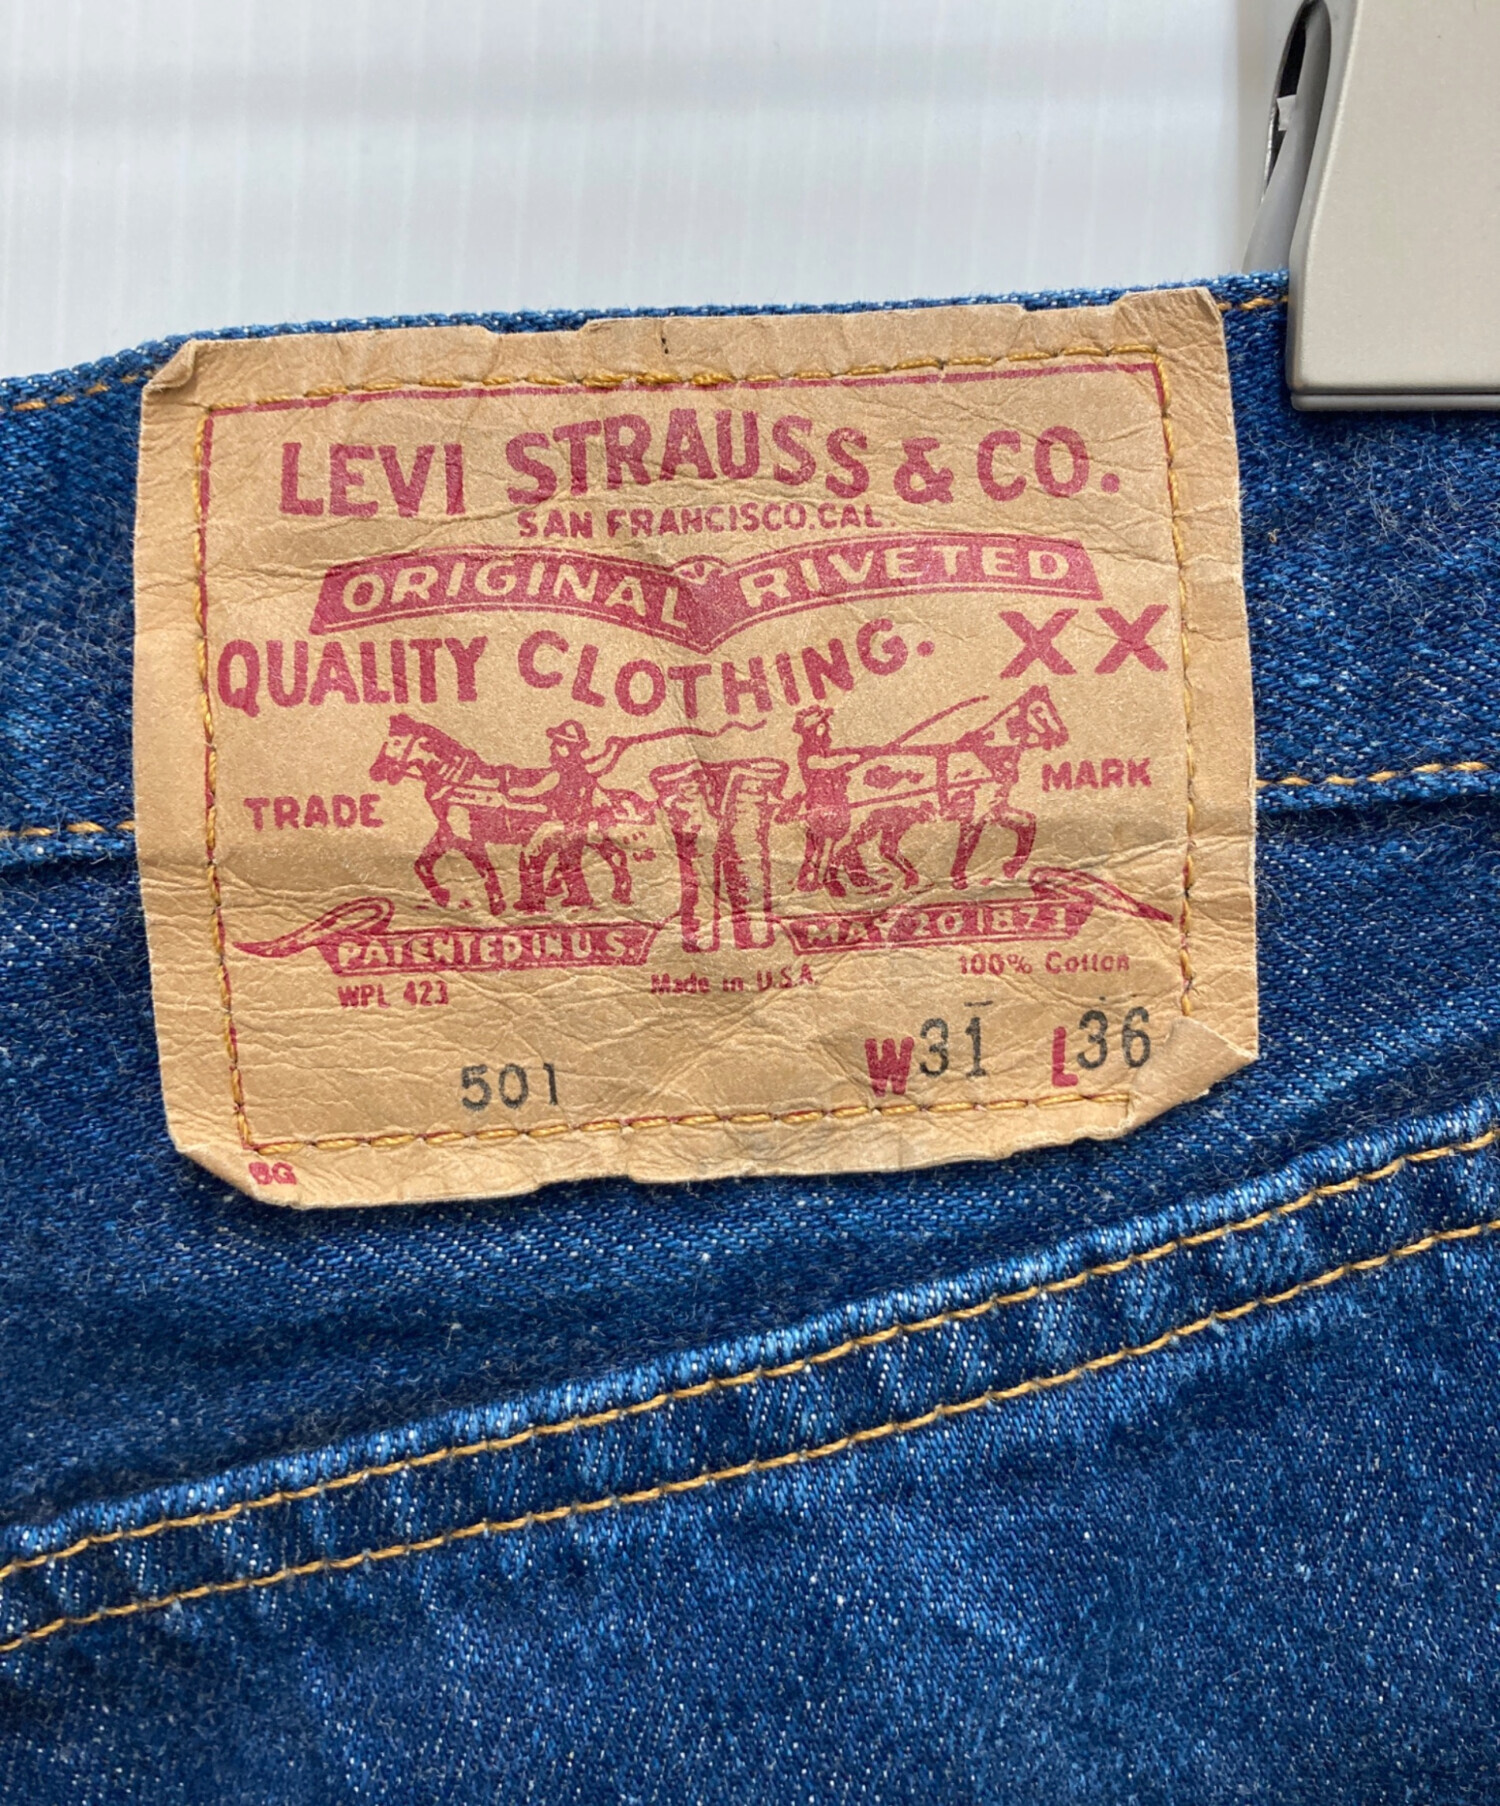 LEVI STRAUSS & CO.
SAN FRANCISCO.CAL.
ORIGINAL RIVETED
QUALITY CLOTHING. XX
TRADE MARK
PATENTED IN U.S. MAY 20 1873
WPL 423 Made in U.S.A. 100% Cotton
501 W31 L36
BG